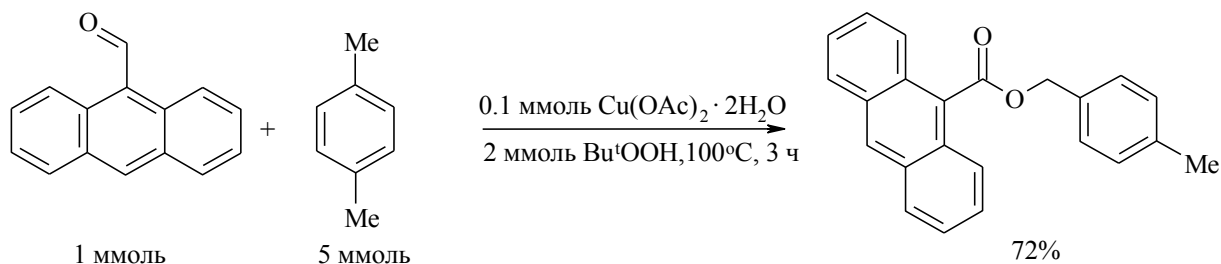 O
Me
+
Me
0.1 ммоль Cu(OAc)₂ · 2H₂O
2 ммоль BuᵗOOH,100ᵒC, 3 ч
O
O
Me
1 ммоль
5 ммоль
72%